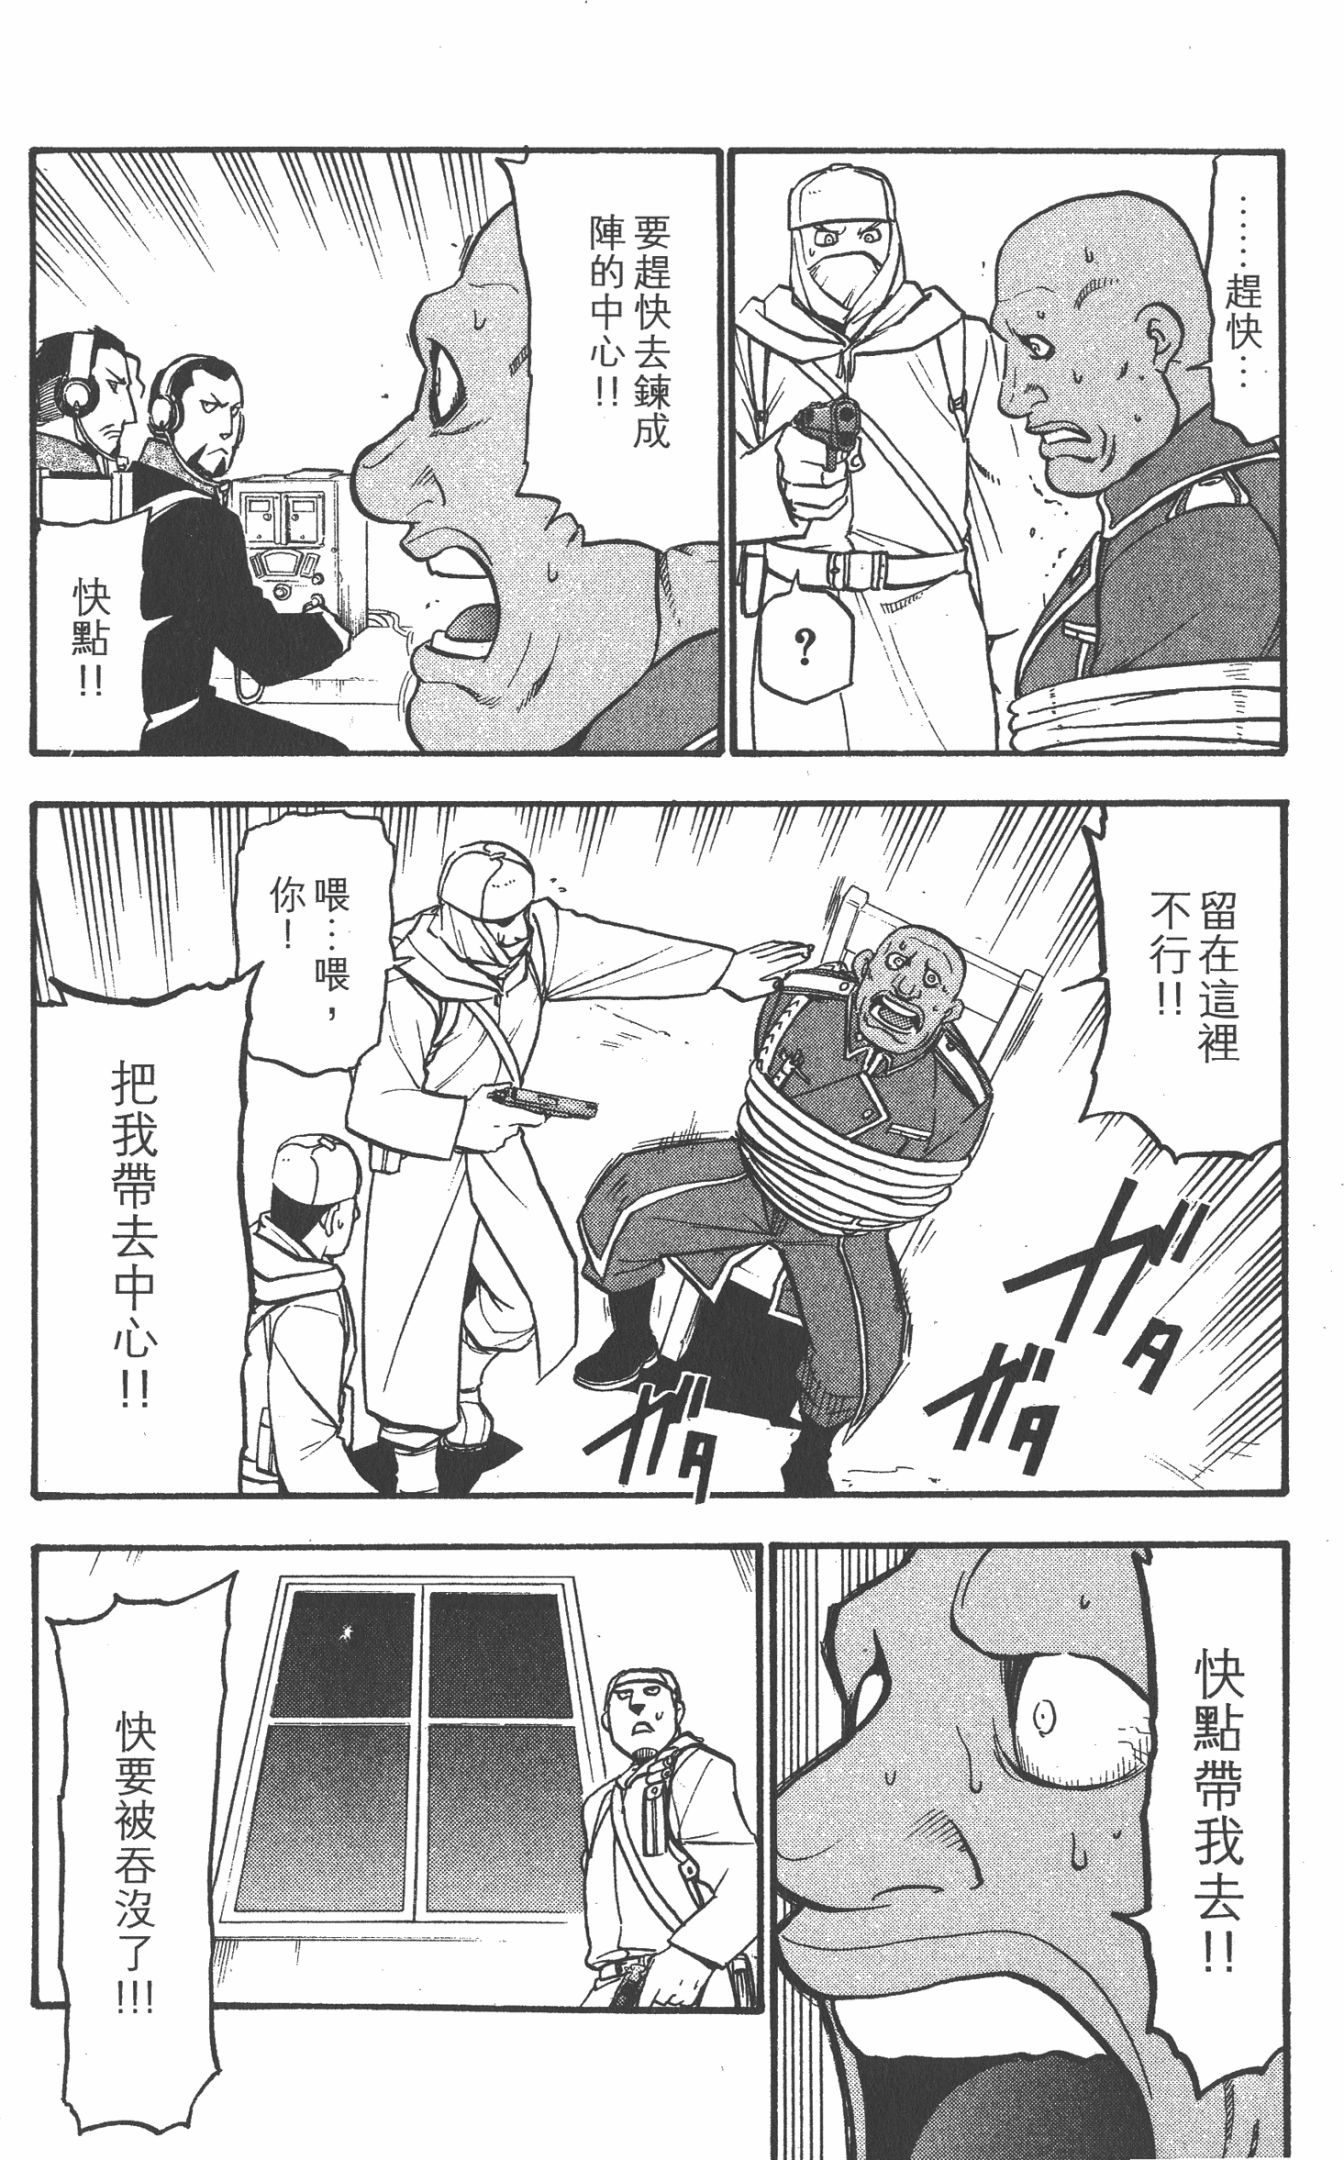 ……趕快…
?
要趕快去鍊成
陣的中心!!
快點!!
留在這裡
不行!!
喂…喂，
你!
把我帶去中心!!
ガタ
ガタ
ガタ
快點帶我去!!
快要被吞沒了!!!